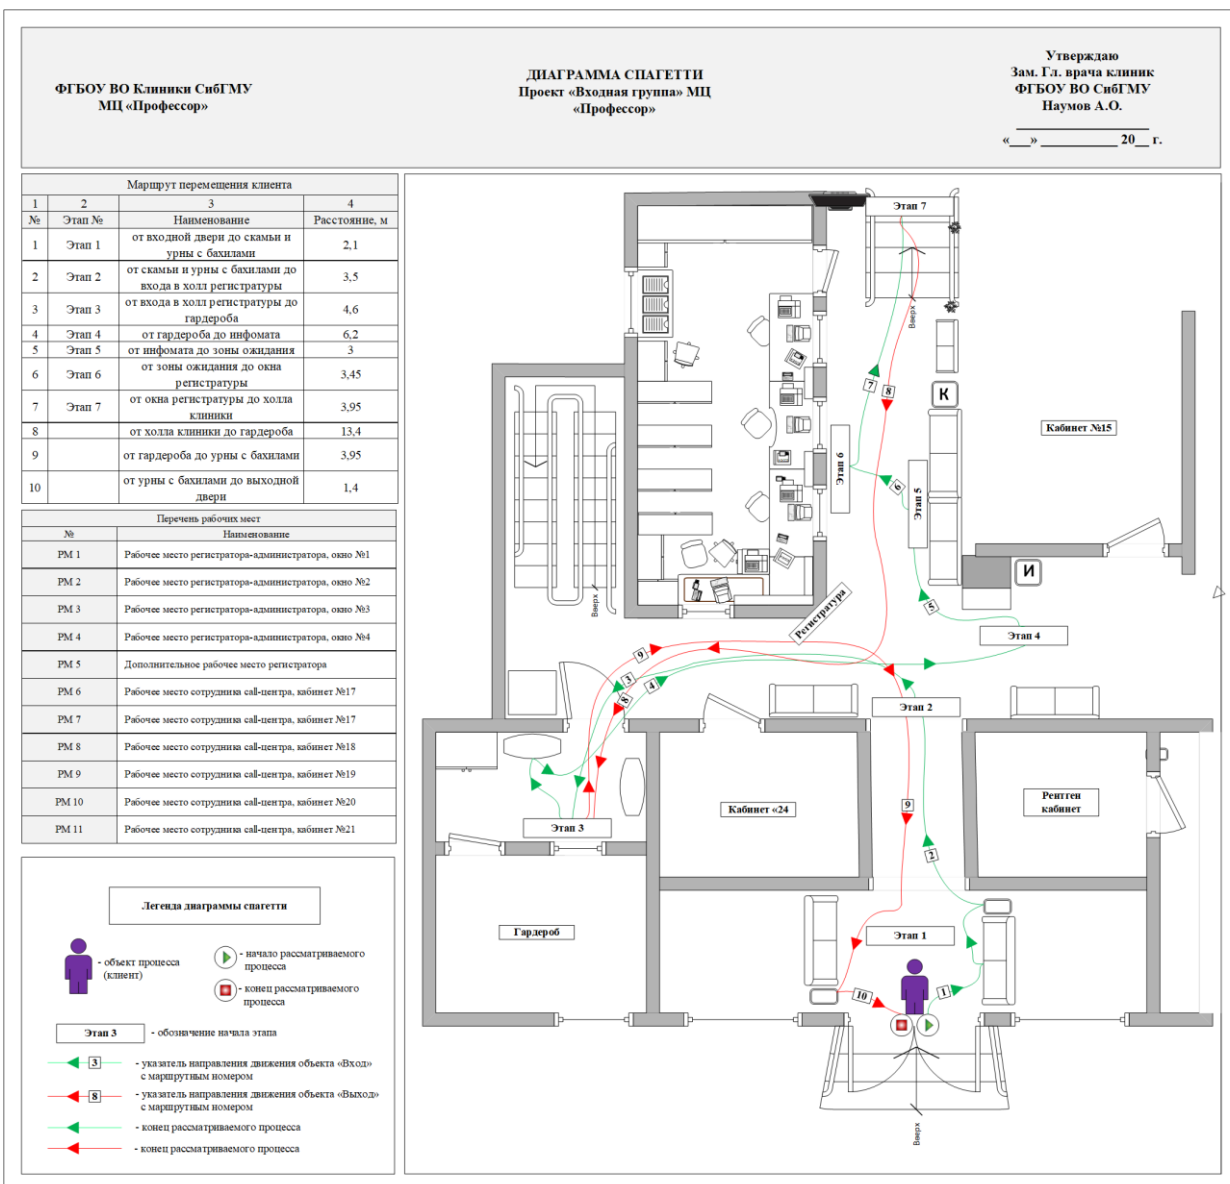 ФГБОУ ВО Клиники СибГМУ
МЦ «Профессор»
ДИАГРАММА СПАГЕТТИ
Проект «Входная группа» МЦ
«Профессор»
Утверждаю
Зам. Гл. врача клиник
ФГБОУ ВО СибГМУ
Наумов А.О.
«___» ____________ 20__ г.
Маршрут перемещения клиента
1 2 3 4
№ Этап № Наименование Расстояние, м
1 Этап 1 от входной двери до скамьи и урны с бахилами 2,1
2 Этап 2 от скамьи и урны с бахилами до входа в холл регистратуры 3,5
3 Этап 3 от входа в холл регистратуры до гардероба 4,6
4 Этап 4 от гардероба до инфомата 6,2
5 Этап 5 от инфомата до зоны ожидания 3
6 Этап 6 от зоны ожидания до окна регистратуры 3,45
7 Этап 7 от окна регистратуры до холла клиники 3,95
8 от холла клиники до гардероба 13,4
9 от гардероба до урны с бахилами 3,95
10 от урны с бахилами до выходной двери 1,4
Перечень рабочих мест
№ Наименование
РМ 1 Рабочее место регистратора-администратора, окно №1
РМ 2 Рабочее место регистратора-администратора, окно №2
РМ 3 Рабочее место регистратора-администратора, окно №3
РМ 4 Рабочее место регистратора-администратора, окно №4
РМ 5 Дополнительное рабочее место регистратора
РМ 6 Рабочее место сотрудника call-центра, кабинет №17
РМ 7 Рабочее место сотрудника call-центра, кабинет №17
РМ 8 Рабочее место сотрудника call-центра, кабинет №18
РМ 9 Рабочее место сотрудника call-центра, кабинет №19
РМ 10 Рабочее место сотрудника call-центра, кабинет №20
РМ 11 Рабочее место сотрудника call-центра, кабинет №21
Легенда диаграммы спагетти
- объект процесса
(клиент)
- начало рассматриваемого
процесса
- конец рассматриваемого
процесса
Этап 3 - обозначение начала этапа
3 - указатель направления движения объекта «Вход»
с маршрутным номером
8 - указатель направления движения объекта «Выход»
с маршрутным номером
- конец рассматриваемого процесса
- конец рассматриваемого процесса
Этап 7
Вверх
7
8
К
Кабинет №15
Этап 6
6
Этап 5
И
Вверх
Регистратура
5
Этап 4
9
3
4
8
Этап 2
Этап 3
Кабинет «24
9
Рентген
кабинет
2
Гардероб
Этап 1
10
1
Вверх